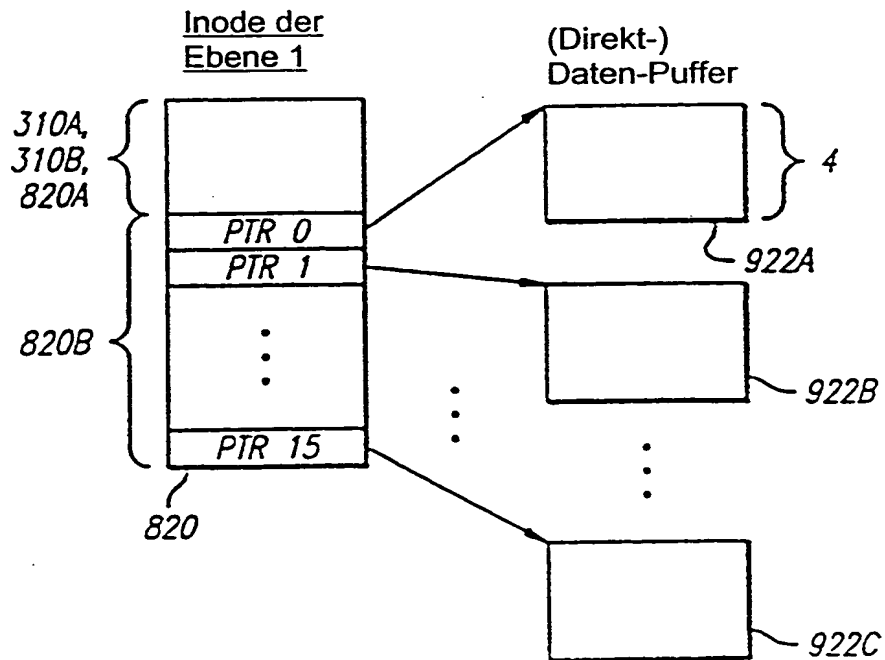 Inode der
Ebene 1
(Direkt-)
Daten-Puffer
310A,
310B,
820A
4
PTR 0
922A
PTR 1
820B
922B
PTR 15
820
922C